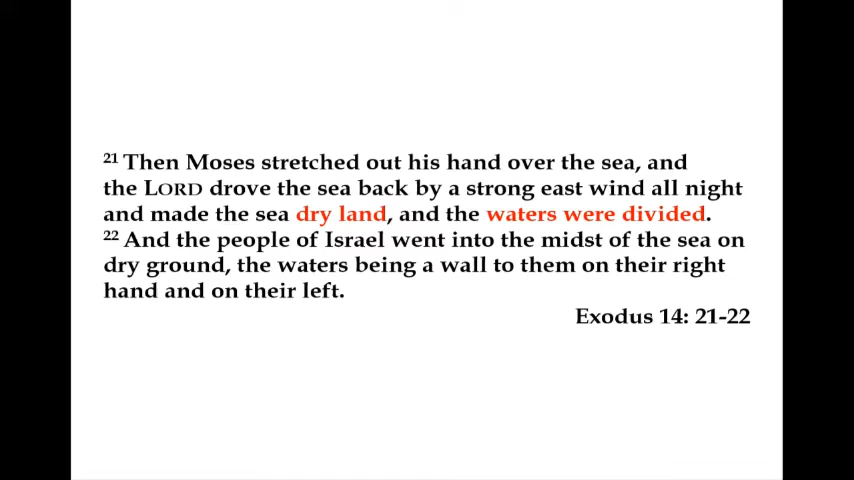 21 Then Moses stretched out his hand over the sea, and
the LORD drove the sea back by a strong east wind all night
and made the sea dry land, and the waters were divided.
22 And the people of Israel went into the midst of the sea on
dry ground, the waters being a wall to them on their right
hand and on their left.
Exodus 14: 21-22